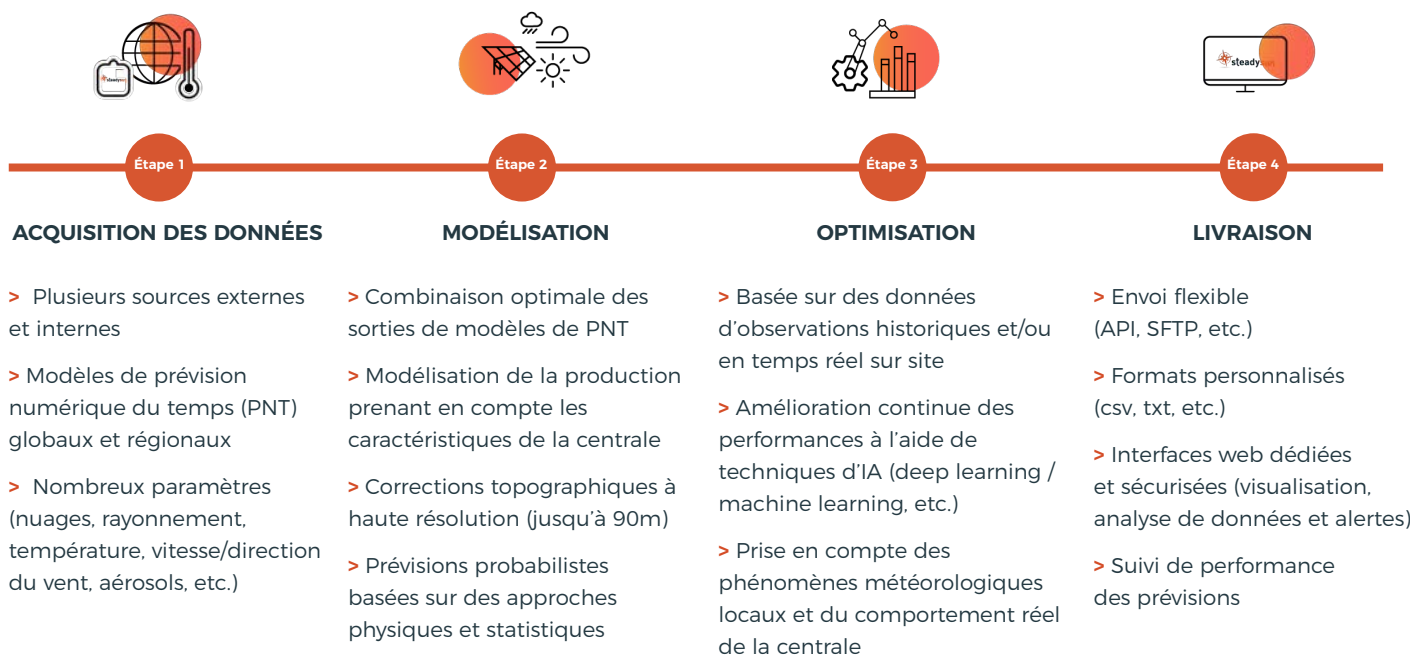 steady
steady
Étape 1
Étape 2
Étape 3
Étape 4
ACQUISITION DES DONNÉES
> Plusieurs sources externes
et internes
> Modèles de prévision
numérique du temps (PNT)
globaux et régionaux
> Nombreux paramètres
(nuages, rayonnement,
température, vitesse/direction
du vent, aérosols, etc.)
MODÉLISATION
> Combinaison optimale des
sorties de modèles de PNT
> Modélisation de la production
prenant en compte les
caractéristiques de la centrale
> Corrections topographiques à
haute résolution (jusqu'à 90m)
> Prévisions probabilistes
basées sur des approches
physiques et statistiques
OPTIMISATION
> Basée sur des données
d'observations historiques et/ou
en temps réel sur site
> Amélioration continue des
performances à l'aide de
techniques d'IA (deep learning /
machine learning, etc.)
> Prise en compte des
phénomènes météorologiques
locaux et du comportement réel
de la centrale
LIVRAISON
> Envoi flexible
(API, SFTP, etc.)
> Formats personnalisés
(csv, txt, etc.)
> Interfaces web dédiées
et sécurisées (visualisation,
analyse de données et alertes)
> Suivi de performance
des prévisions